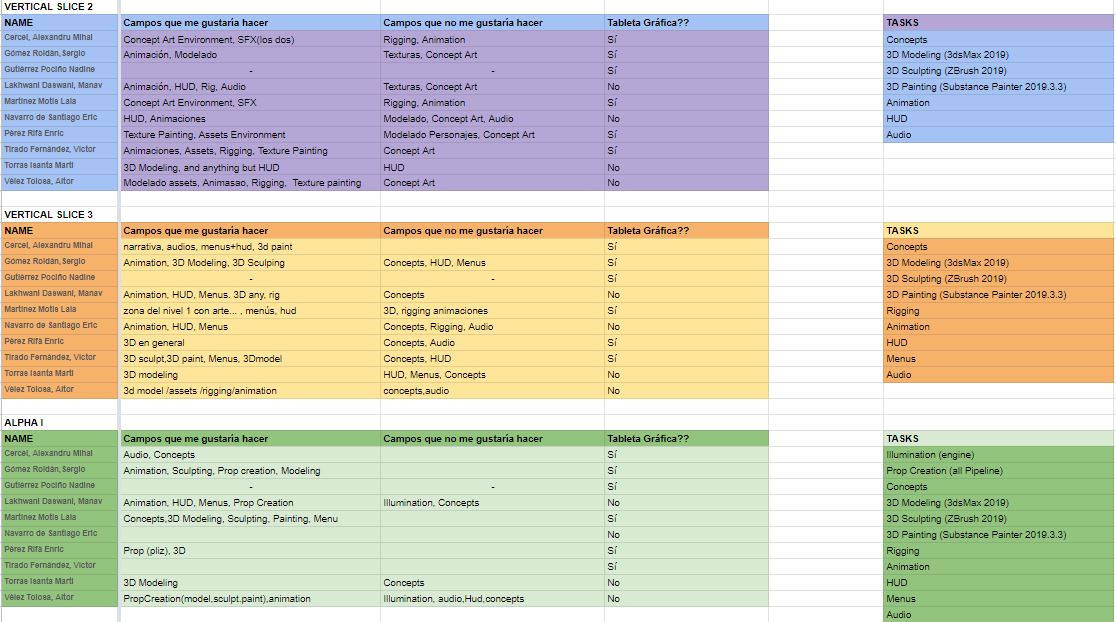 VERTICAL SLICE 2
NAME Campos que me gustaría hacer Campos que no me gustaría hacer Tableta Gráfica?? TASKS
Cercel, Alexandru Mihai Concept Art Environment, SFX(los dos) Rigging, Animation Sí Concepts
Gómez Roldán,Sergio Animación, Modelado Texturas, Concept Art Sí 3D Modeling (3dsMax 2019)
Gutiérrez Pociño Nadine - - Sí 3D Sculpting (ZBrush 2019)
Lakhwani Daswani, Manav Animación, HUD, Rig, Audio Texturas, Concept Art No 3D Painting (Substance Painter 2019.3.3)
Martínez Motis Laia Concept Art Environment, SFX Rigging, Animation Sí Animation
Navarro de Santiago Eric HUD, Animaciones Modelado, Concept Art, Audio No HUD
Pérez Rifà Enric Texture Painting, Assets Environment Modelado Personajes, Concept Art Sí Audio
Tirado Fernández, Víctor Animaciones, Assets, Rigging, Texture Painting Concept Art Sí
Torras Isanta Martí 3D Modeling, and anything but HUD HUD No
Vélez Tolosa, Aitor Modelado assets, Animasao, Rigging, Texture painting Concept Art No
VERTICAL SLICE 3
NAME Campos que me gustaría hacer Campos que no me gustaría hacer Tableta Gráfica?? TASKS
Cercel, Alexandru Mihai narrativa, audios, menus+hud, 3d paint Sí Concepts
Gómez Roldán,Sergio Animation, 3D Modeling, 3D Sculping Concepts, HUD, Menus Sí 3D Modeling (3dsMax 2019)
Gutiérrez Pociño Nadine - - Sí 3D Sculpting (ZBrush 2019)
Lakhwani Daswani, Manav Animation, HUD, Menus. 3D any, rig Concepts No 3D Painting (Substance Painter 2019.3.3)
Martínez Motis Laia zona del nivel 1 con arte... , menús, hud 3D, rigging animaciones Sí Rigging
Navarro de Santiago Eric Animation, HUD, Menus Concepts, Rigging, Audio No Animation
Pérez Rifà Enric 3D en general Concepts, Audio Sí HUD
Tirado Fernández, Víctor 3D sculpt,3D paint, Menus, 3Dmodel Concepts, HUD Sí Menus
Torras Isanta Martí 3D modeling HUD, Menus, Concepts No Audio
Vélez Tolosa, Aitor 3d model /assets /rigging/animation concepts,audio No
ALPHA I
NAME Campos que me gustaría hacer Campos que no me gustaría hacer Tableta Gráfica?? TASKS
Cercel, Alexandru Mihai Audio, Concepts Sí Illumination (engine)
Gómez Roldán,Sergio Animation, Sculpting, Prop creation, Modeling Sí Prop Creation (all Pipeline)
Gutiérrez Pociño Nadine - - Sí Concepts
Lakhwani Daswani, Manav Animation, HUD, Menus, Prop Creation Illumination, Concepts No 3D Modeling (3dsMax 2019)
Martínez Motis Laia Concepts,3D Modeling, Sculpting, Painting, Menu Sí 3D Sculpting (ZBrush 2019)
Navarro de Santiago Eric No 3D Painting (Substance Painter 2019.3.3)
Pérez Rifà Enric Prop (pliz), 3D Sí Rigging
Tirado Fernández, Víctor Sí Animation
Torras Isanta Martí 3D Modeling Concepts No HUD
Vélez Tolosa, Aitor PropCreation(model,sculpt.paint),animation Illumination, audio,Hud,concepts No Menus
Audio